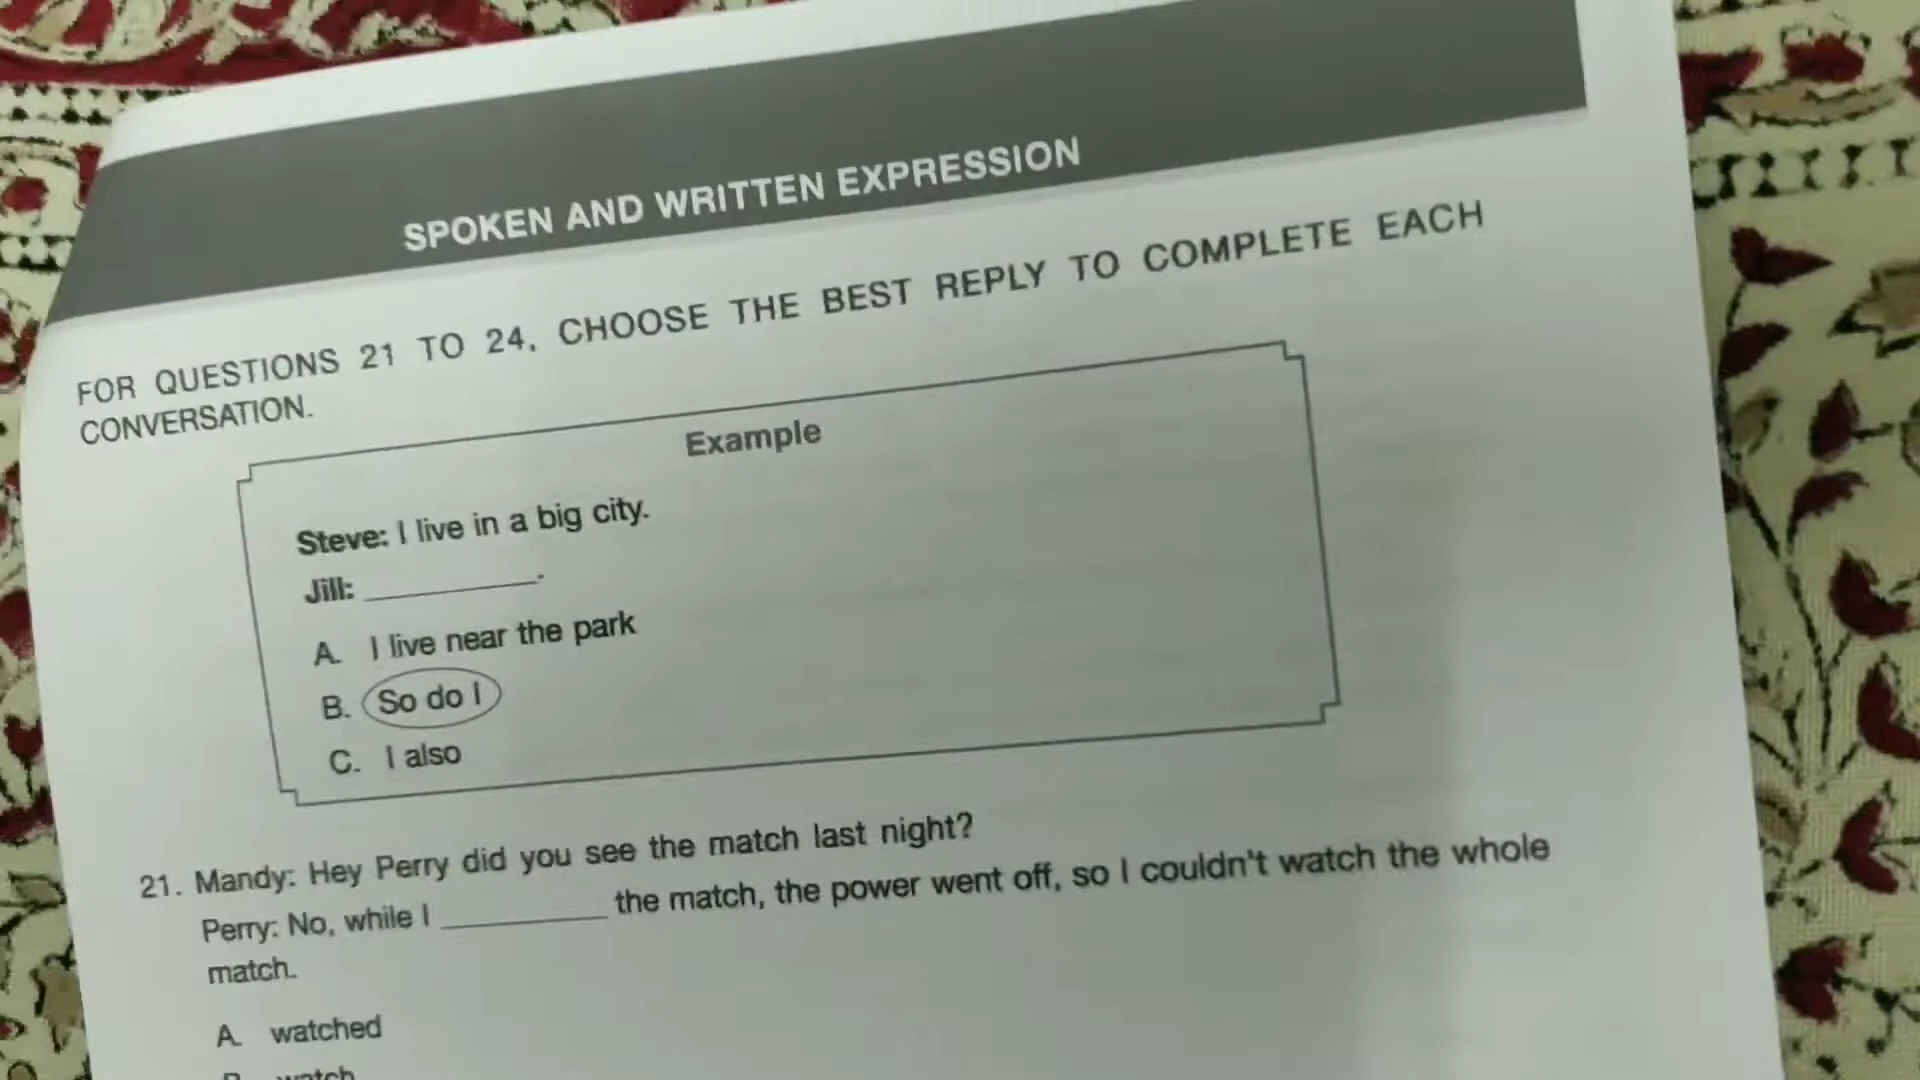 SPOKEN AND WRITTEN EXPRESSION
FOR QUESTIONS 21 TO 24, CHOOSE THE BEST REPLY TO COMPLETE EACH
CONVERSATION.
Example
Steve: I live in a big city.
Jill: ____________.
A. I live near the park
B. So do I
C. I also
21. Mandy: Hey Perry did you see the match last night?
Perry: No, while I ____________ the match, the power went off, so I couldn't watch the whole
match.
A. watched
B. watch